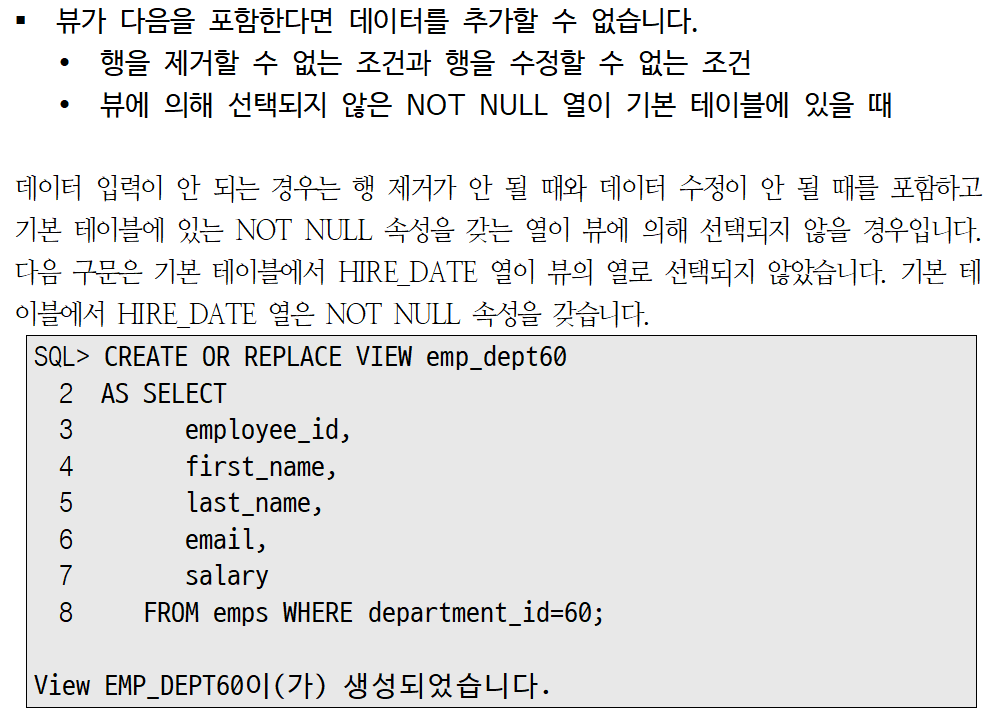 ▪ 뷰가 다음을 포함한다면 데이터를 추가할 수 없습니다.
• 행을 제거할 수 없는 조건과 행을 수정할 수 없는 조건
• 뷰에 의해 선택되지 않은 NOT NULL 열이 기본 테이블에 있을 때
데이터 입력이 안 되는 경우는 행 제거가 안 될 때와 데이터 수정이 안 될 때를 포함하고
기본 테이블에 있는 NOT NULL 속성을 갖는 열이 뷰에 의해 선택되지 않을 경우입니다.
다음 구문은 기본 테이블에서 HIRE_DATE 열이 뷰의 열로 선택되지 않았습니다. 기본 테
이블에서 HIRE_DATE 열은 NOT NULL 속성을 갖습니다.
SQL> CREATE OR REPLACE VIEW emp_dept60
2 AS SELECT
3 employee_id,
4 first_name,
5 last_name,
6 email,
7 salary
8 FROM emps WHERE department_id=60;
View EMP_DEPT60이(가) 생성되었습니다.